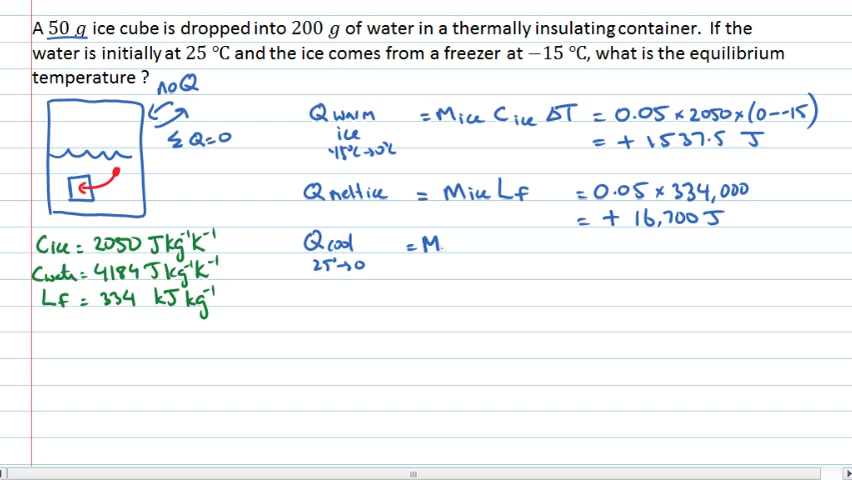 A 50 g ice cube is dropped into 200 g of water in a thermally insulating container. If the
water is initially at 25 °C and the ice comes from a freezer at −15 °C, what is the equilibrium
temperature ?
no Q
Σ Q = 0
Q warm ice -15°C→0°C = Mice Cice ΔT = 0.05 × 2050 × (0--15)
= + 1537.5 J
Q melt ice = Mice Lf = 0.05 × 334,000
= + 16,700 J
Q cool 25→0 = M
Cice = 2050 J kg⁻¹ K⁻¹
Cwater = 4184 J kg⁻¹ K⁻¹
Lf = 334 kJ kg⁻¹